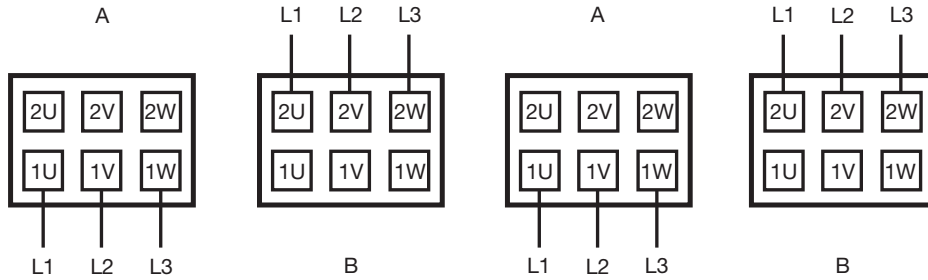 A L1 L2 L3 A L1 L2 L3
2U 2V 2W 2U 2V 2W 2U 2V 2W 2U 2V 2W
1U 1V 1W 1U 1V 1W 1U 1V 1W 1U 1V 1W
L1 L2 L3 B L1 L2 L3 B